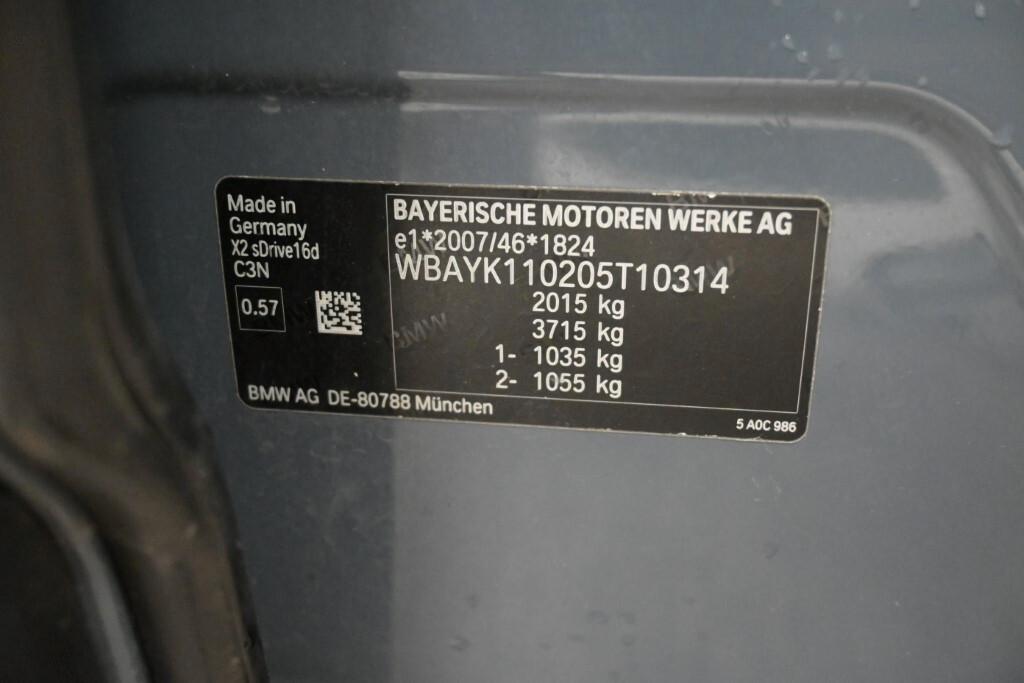 Made in
Germany
X2 sDrive16d
C3N
0.57
BAYERISCHE MOTOREN WERKE AG
e1*2007/46*1824
WBAYK110205T10314
2015 kg
3715 kg
1- 1035 kg
2- 1055 kg
BMW AG DE-80788 München
5 A0C 986